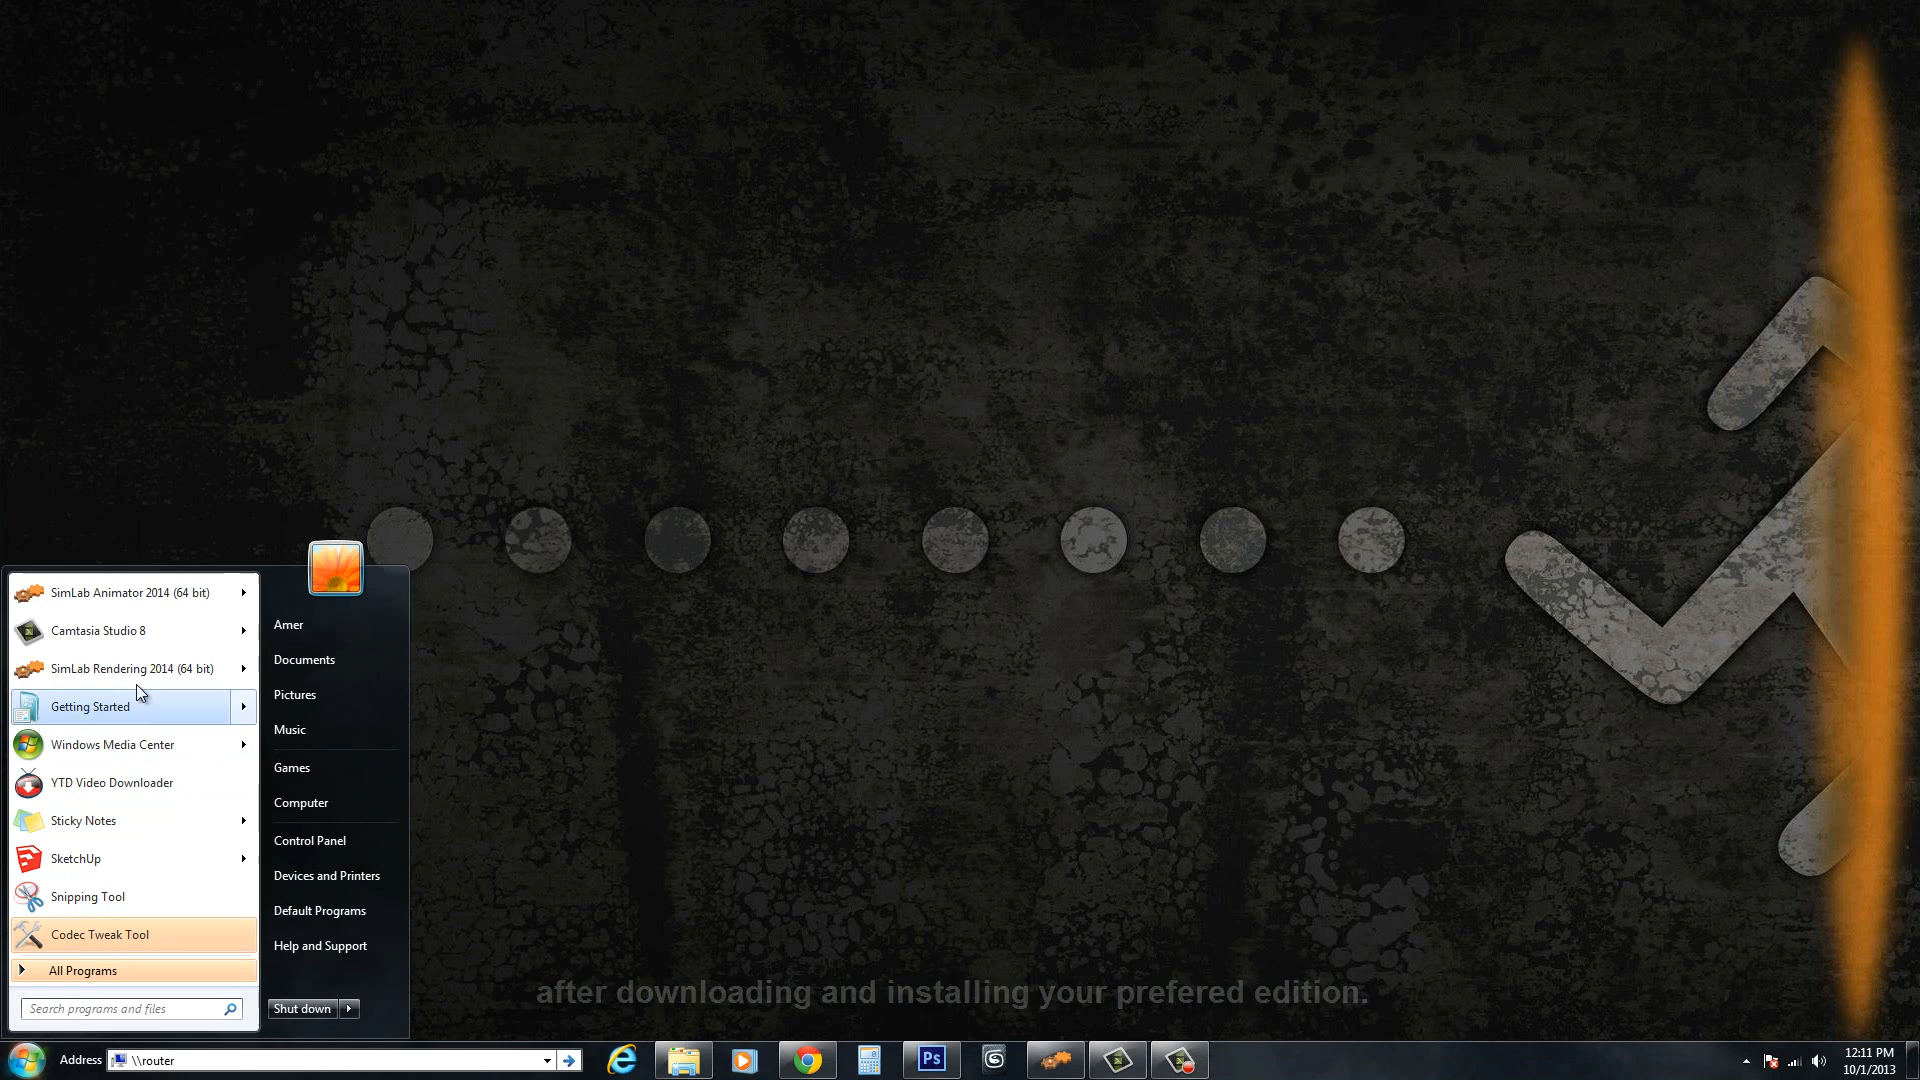 SimLab Animator 2014 (64 bit)
Camtasia Studio 8
SimLab Rendering 2014 (64 bit)
Getting Started
Windows Media Center
YTD Video Downloader
Sticky Notes
SketchUp
Snipping Tool
Codec Tweak Tool
All Programs
Search programs and files
Amer
Documents
Pictures
Music
Games
Computer
Control Panel
Devices and Printers
Default Programs
Help and Support
Shut down
after downloading and installing your prefered edition.
Address
\\router
Ps
12:11 PM
10/1/2013